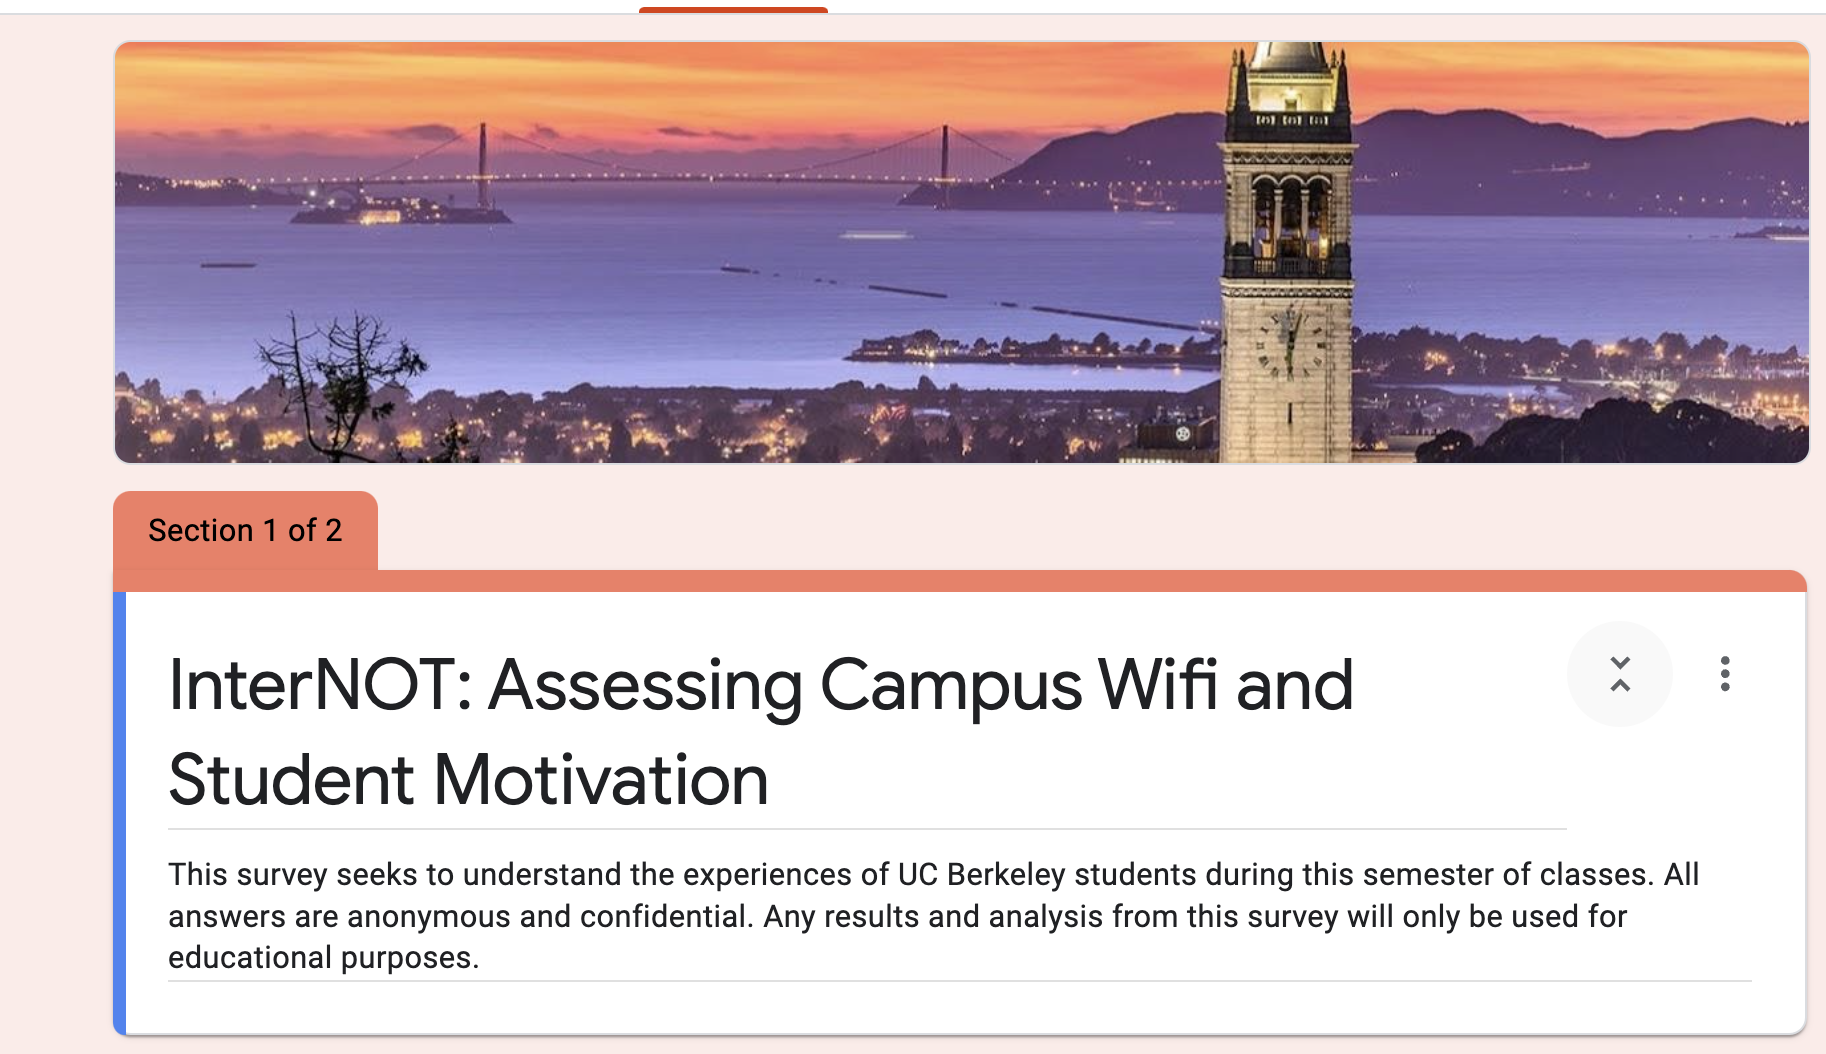 Section 1 of 2
InterNOT: Assessing Campus Wifi and
Student Motivation
This survey seeks to understand the experiences of UC Berkeley students during this semester of classes. All
answers are anonymous and confidential. Any results and analysis from this survey will only be used for
educational purposes.